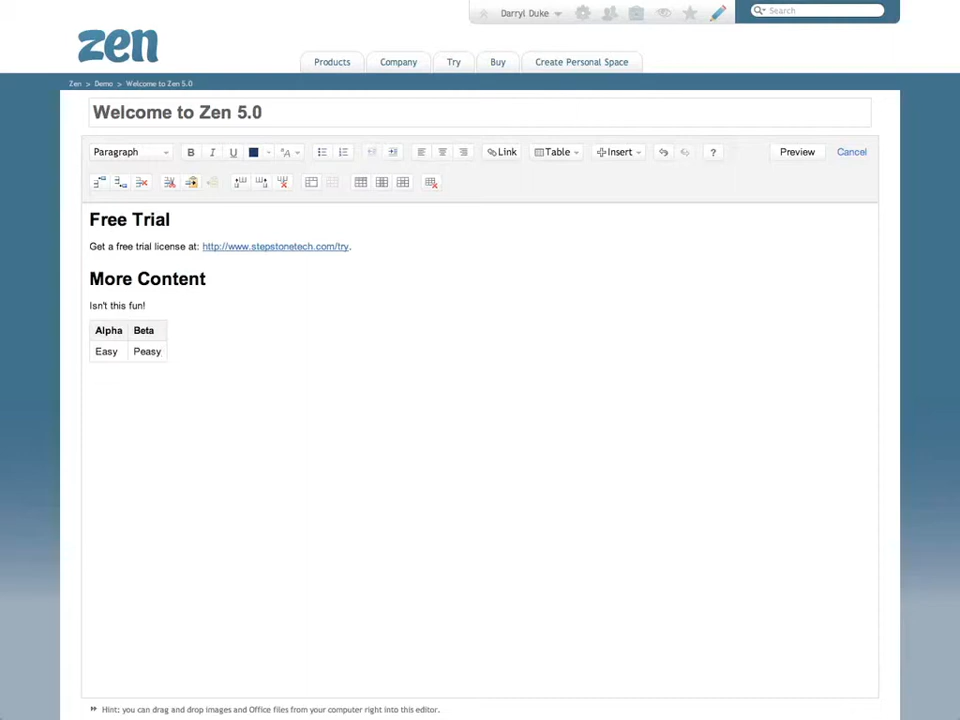 Darryl Duke
Search
zen
Products
Company
Try
Buy
Create Personal Space
Zen > Demo > Welcome to Zen 5.0
Welcome to Zen 5.0
Paragraph B I U A Link Table Insert ? Preview Cancel
Free Trial
Get a free trial license at: http://www.stepstonetech.com/try.
More Content
Isn't this fun!
Alpha Beta
Easy Peasy
Hint: you can drag and drop images and Office files from your computer right into this editor.